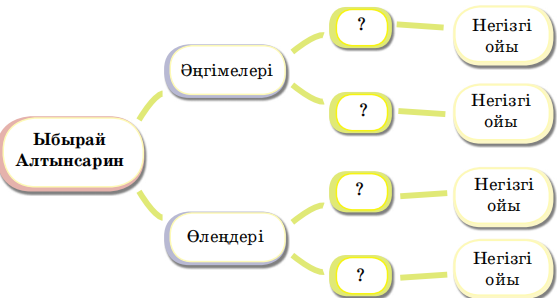 Ыбырай
Алтынсарин
Әңгімелері
?
Негізгі
ойы
?
Негізгі
ойы
Өлеңдері
?
Негізгі
ойы
?
Негізгі
ойы